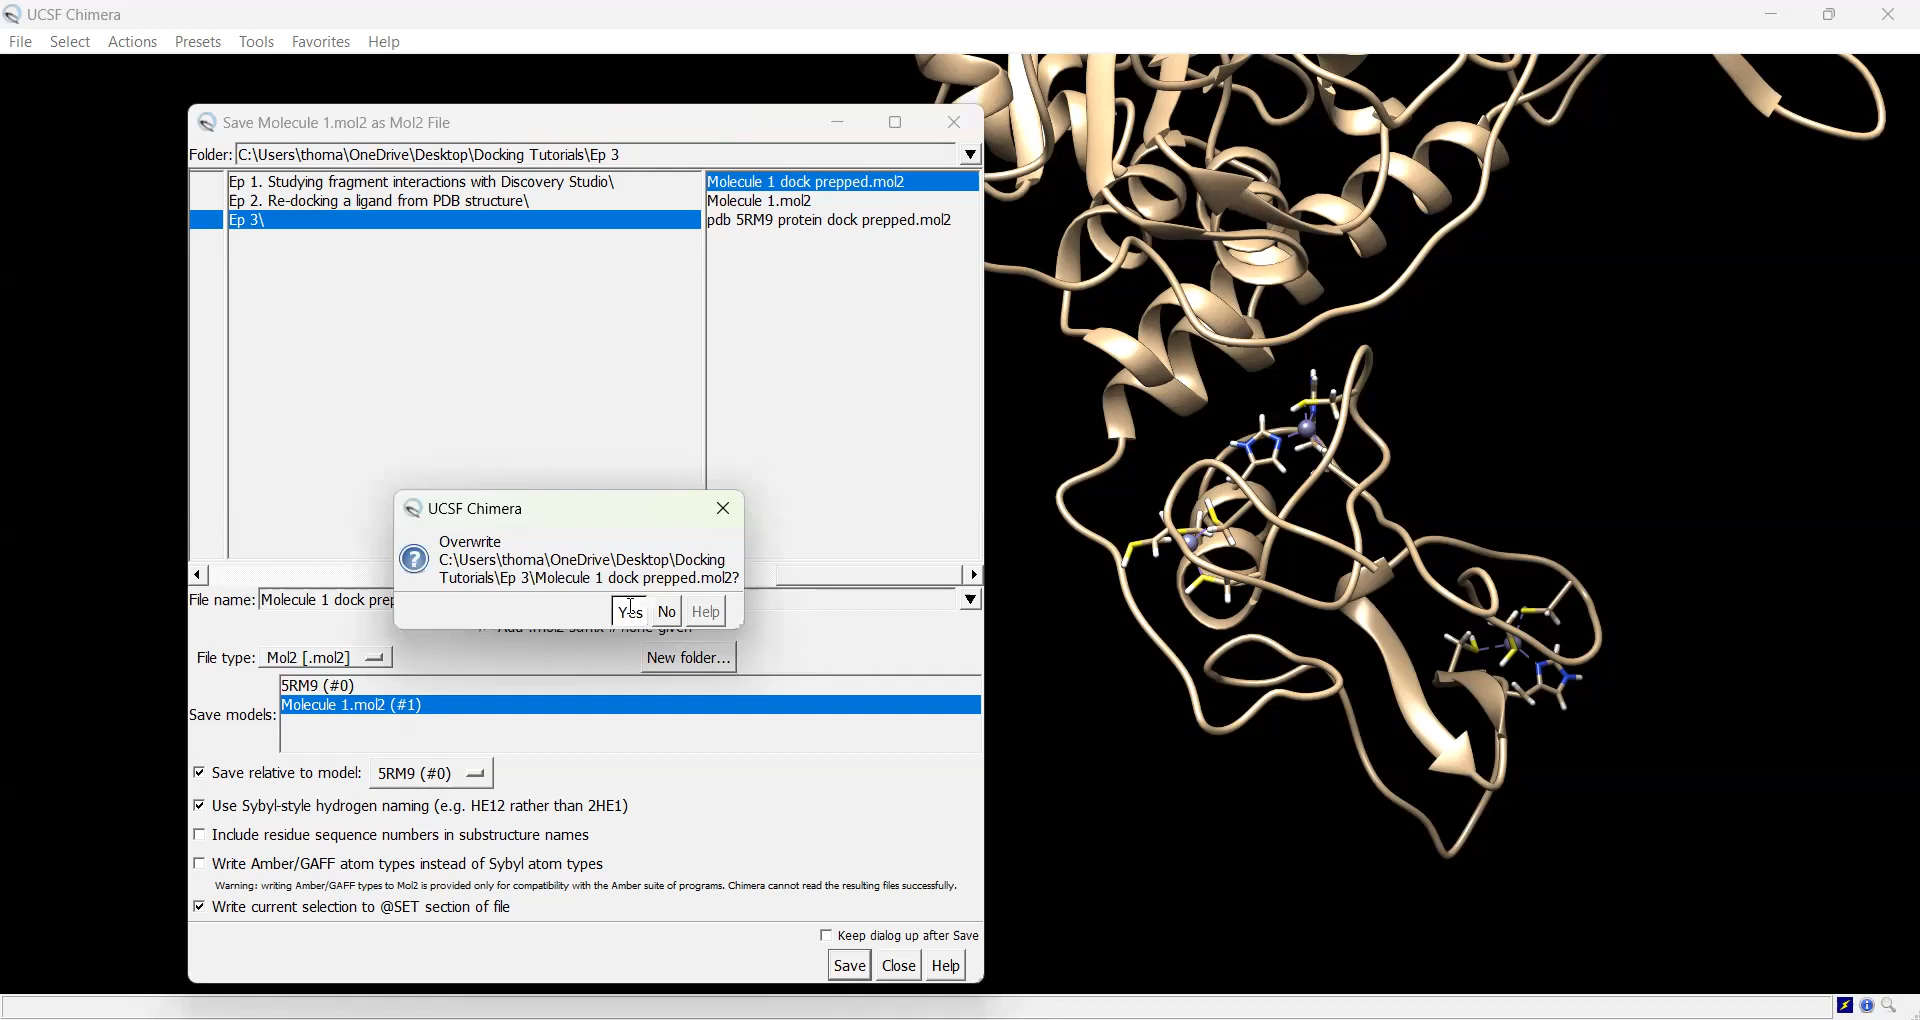 UCSF Chimera
File Select Actions Presets Tools Favorites Help
Save Molecule 1.mol2 as Mol2 File
Folder: C:\Users\thoma\OneDrive\Desktop\Docking Tutorials\Ep 3
Ep 1. Studying fragment interactions with Discovery Studio\
Ep 2. Re-docking a ligand from PDB structure\
Ep 3\
Molecule 1 dock prepped.mol2
Molecule 1.mol2
pdb 5RM9 protein dock prepped.mol2
UCSF Chimera
Overwrite
C:\Users\thoma\OneDrive\Desktop\Docking
Tutorials\Ep 3\Molecule 1 dock prepped.mol2?
Yes No Help
File name: Molecule 1 dock prep
Add .mol2 suffix if none given
File type: Mol2 [.mol2] New folder...
Save models:
5RM9 (#0)
Molecule 1.mol2 (#1)
Save relative to model: 5RM9 (#0)
Use Sybyl-style hydrogen naming (e.g. HE12 rather than 2HE1)
Include residue sequence numbers in substructure names
Write Amber/GAFF atom types instead of Sybyl atom types
Warning: writing Amber/GAFF types to Mol2 is provided only for compatibility with the Amber suite of programs. Chimera cannot read the resulting files successfully.
Write current selection to @SET section of file
Keep dialog up after Save
Save Close Help